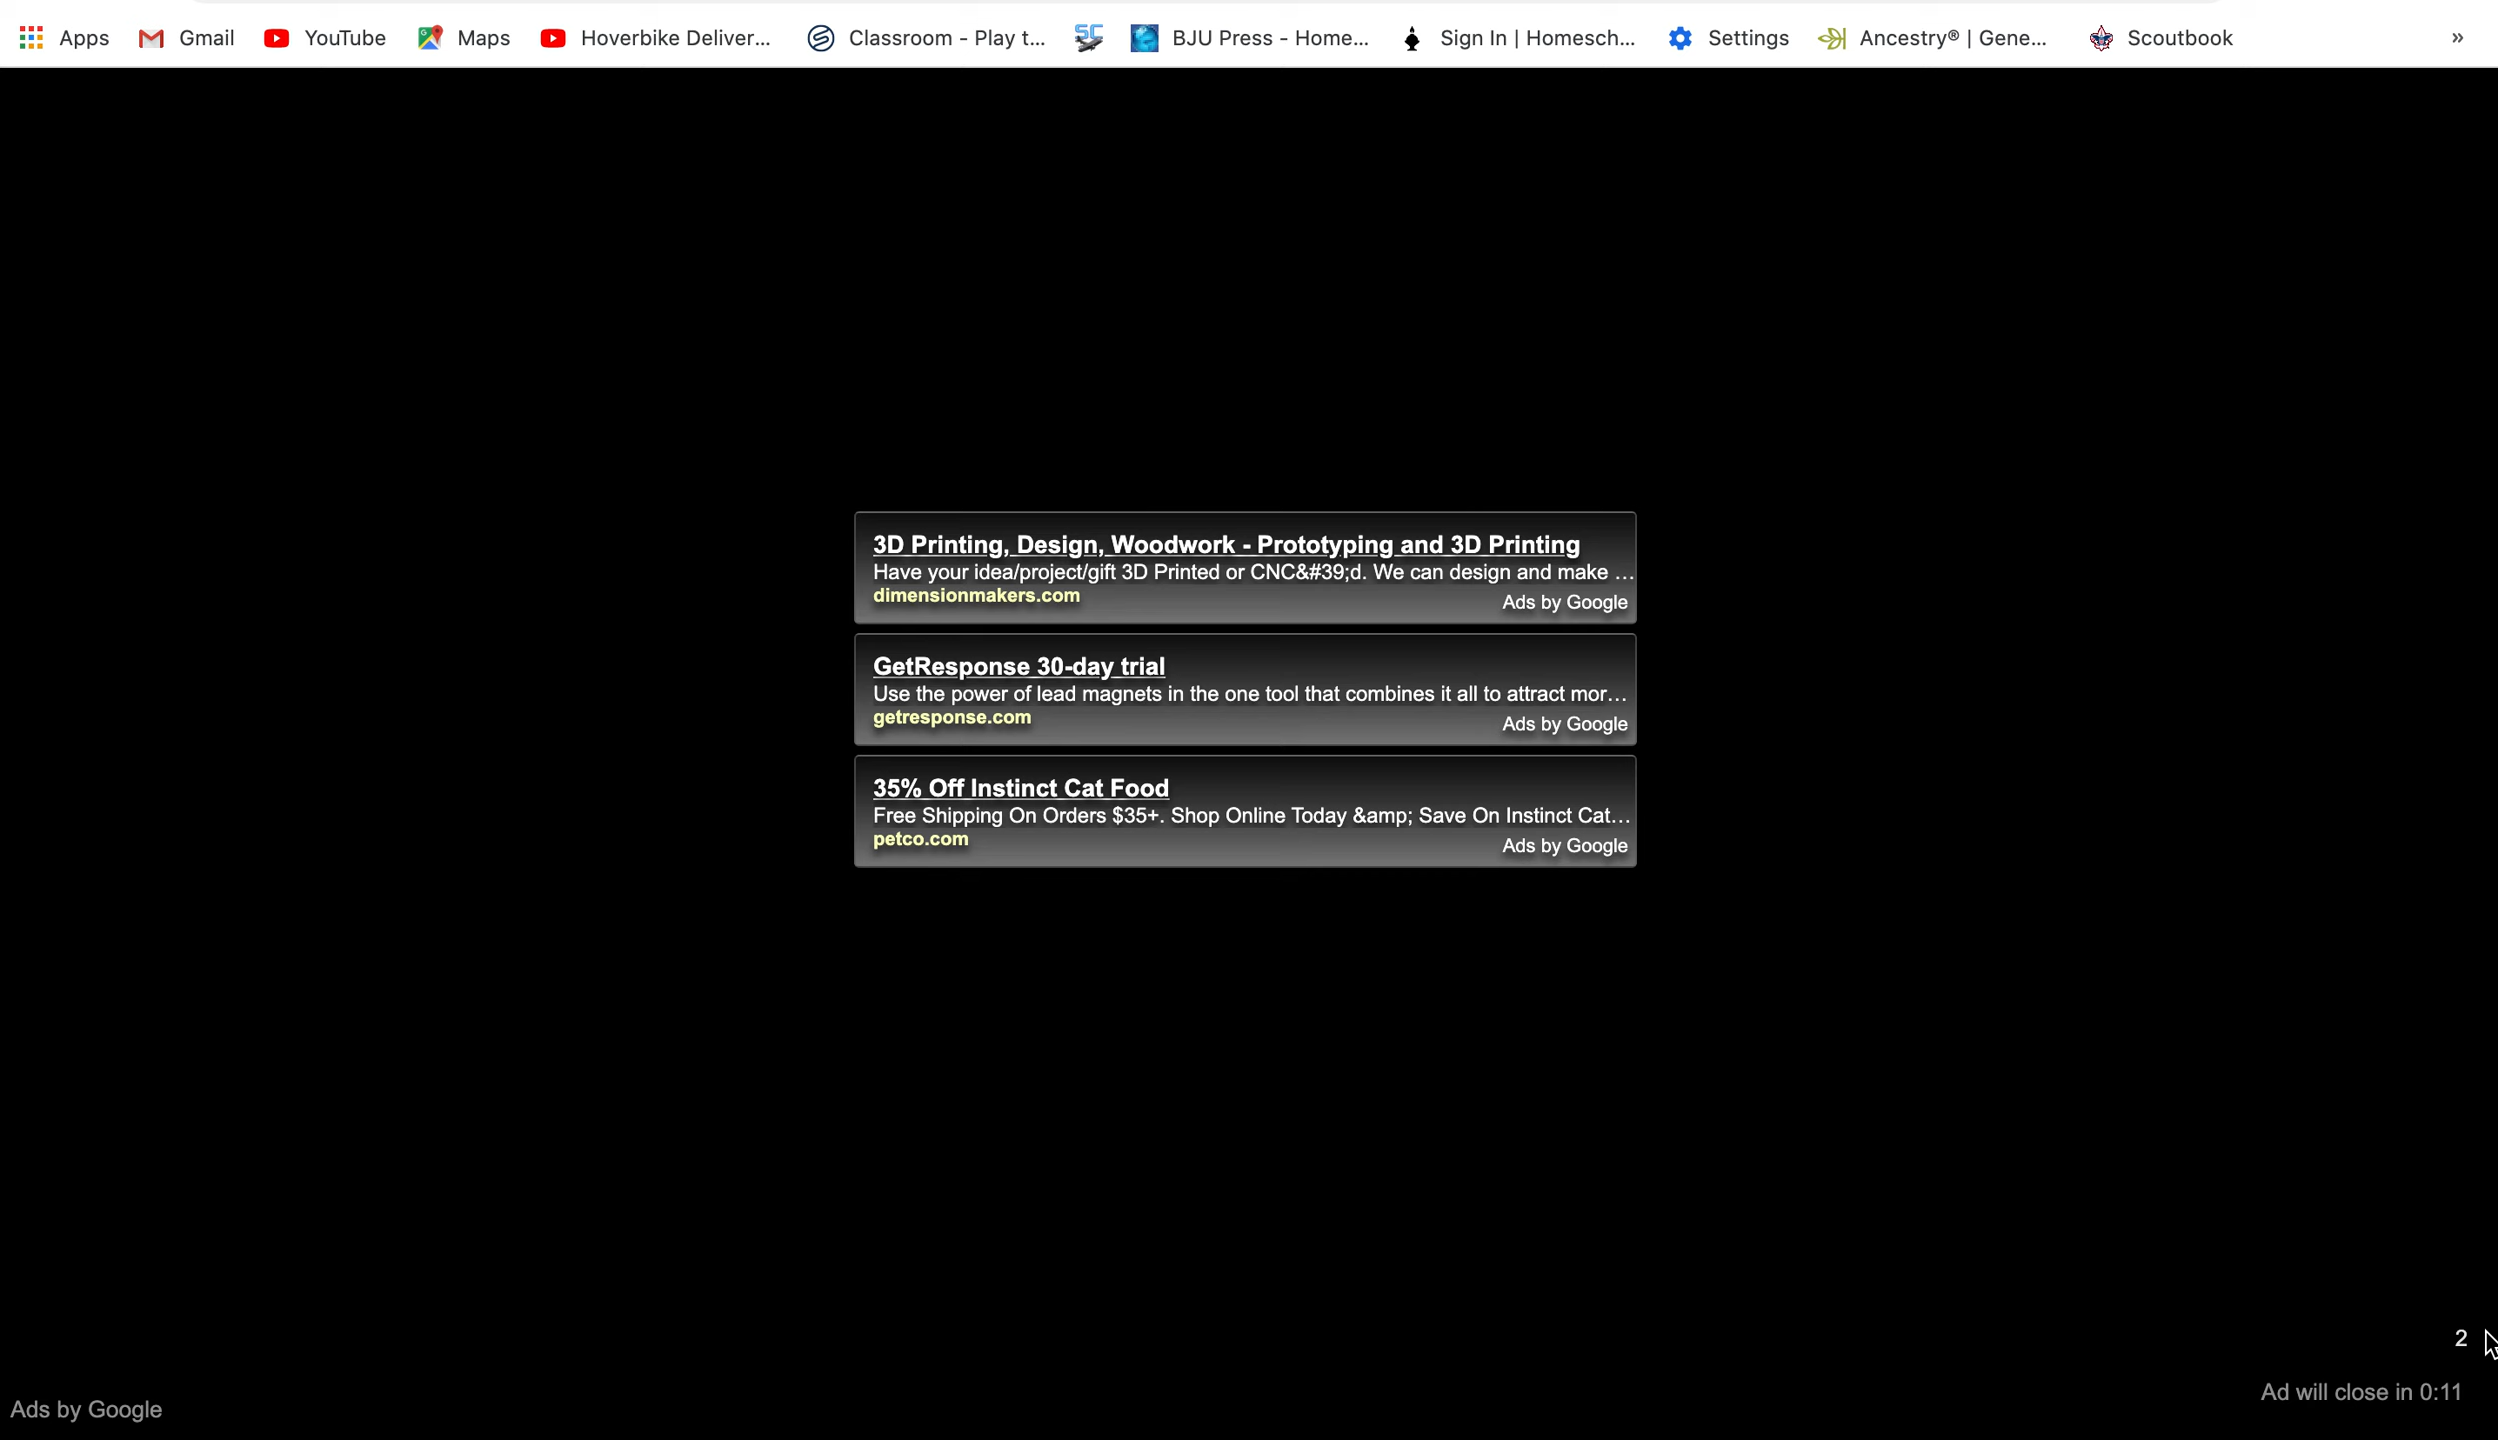 Apps Gmail YouTube Maps Hoverbike Deliver... Classroom - Play t... SC BJU Press - Home... Sign In | Homesch... Settings Ancestry® | Gene... Scoutbook »
3D Printing, Design, Woodwork - Prototyping and 3D Printing
Have your idea/project/gift 3D Printed or CNC&#39;d. We can design and make ...
dimensionmakers.com
Ads by Google
GetResponse 30-day trial
Use the power of lead magnets in the one tool that combines it all to attract mor...
getresponse.com
Ads by Google
35% Off Instinct Cat Food
Free Shipping On Orders $35+. Shop Online Today &amp; Save On Instinct Cat...
petco.com
Ads by Google
2
Ad will close in 0:11
Ads by Google